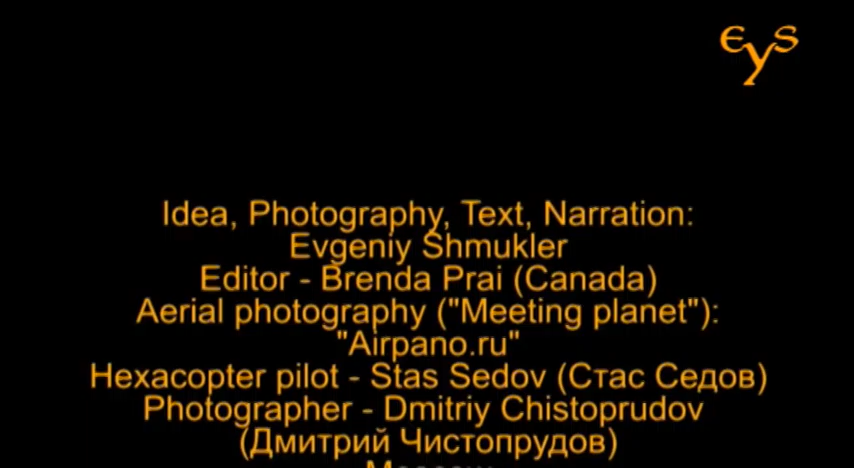 eys
Idea, Photography, Text, Narration:
Evgeniy Shmukler
Editor - Brenda Prai (Canada)
Aerial photography ("Meeting planet"):
"Airpano.ru"
Hexacopter pilot - Stas Sedov (Стас Седов)
Photographer - Dmitriy Chistoprudov
(Дмитрий Чистопрудов)